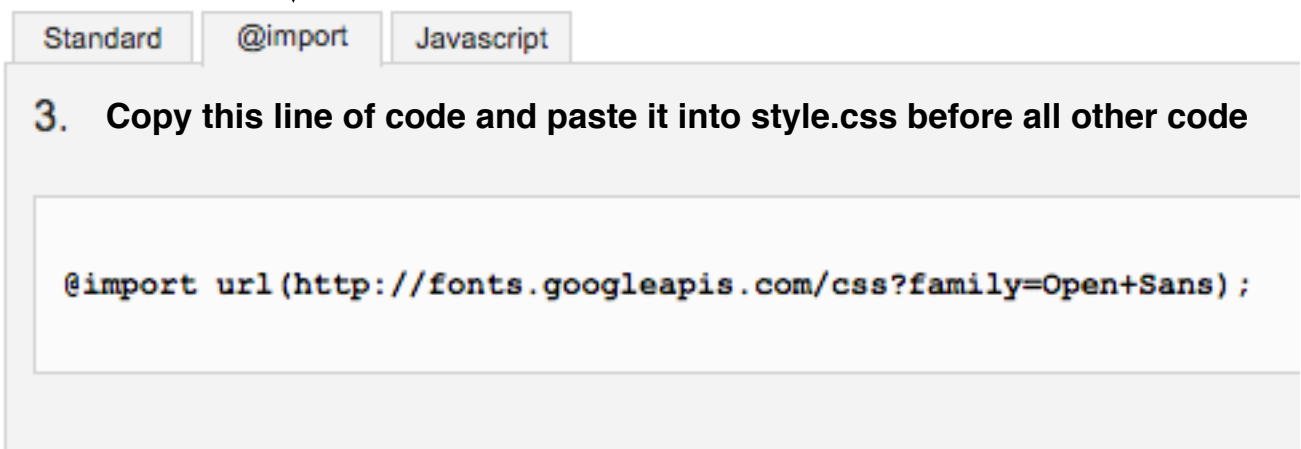 Standard @import Javascript
3. Copy this line of code and paste it into style.css before all other code
@import url(http://fonts.googleapis.com/css?family=Open+Sans);